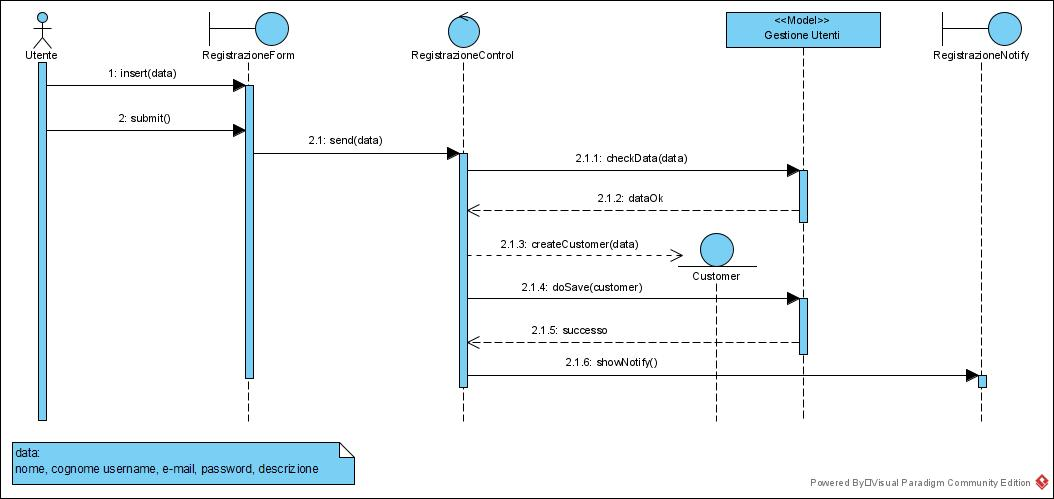 <<Model>>
Gestione Utenti
Utente
RegistrazioneForm
RegistrazioneControl
RegistrazioneNotify
1: insert(data)
2: submit()
2.1: send(data)
2.1.1: checkData(data)
2.1.2: dataOk
2.1.3: createCustomer(data)
Customer
2.1.4: doSave(customer)
2.1.5: successo
2.1.6: showNotify()
data:
nome, cognome username, e-mail, password, descrizione
Powered By□Visual Paradigm Community Edition